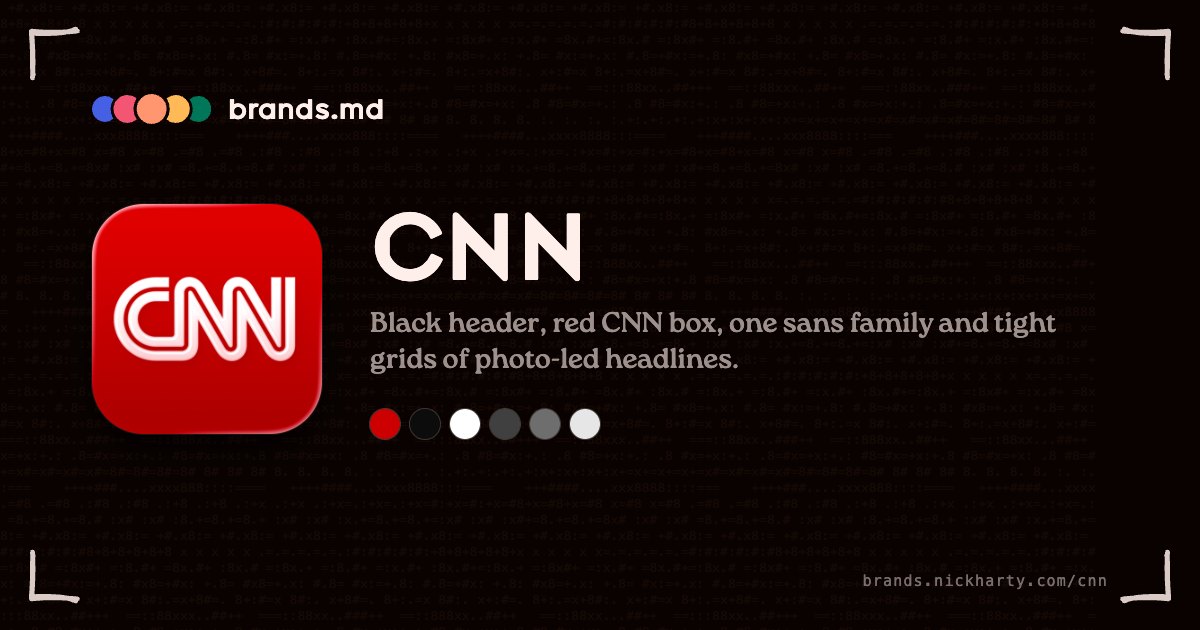 brands.md
CNN
CNN
Black header, red CNN box, one sans family and tight
grids of photo-led headlines.
brands.nickharty.com/cnn